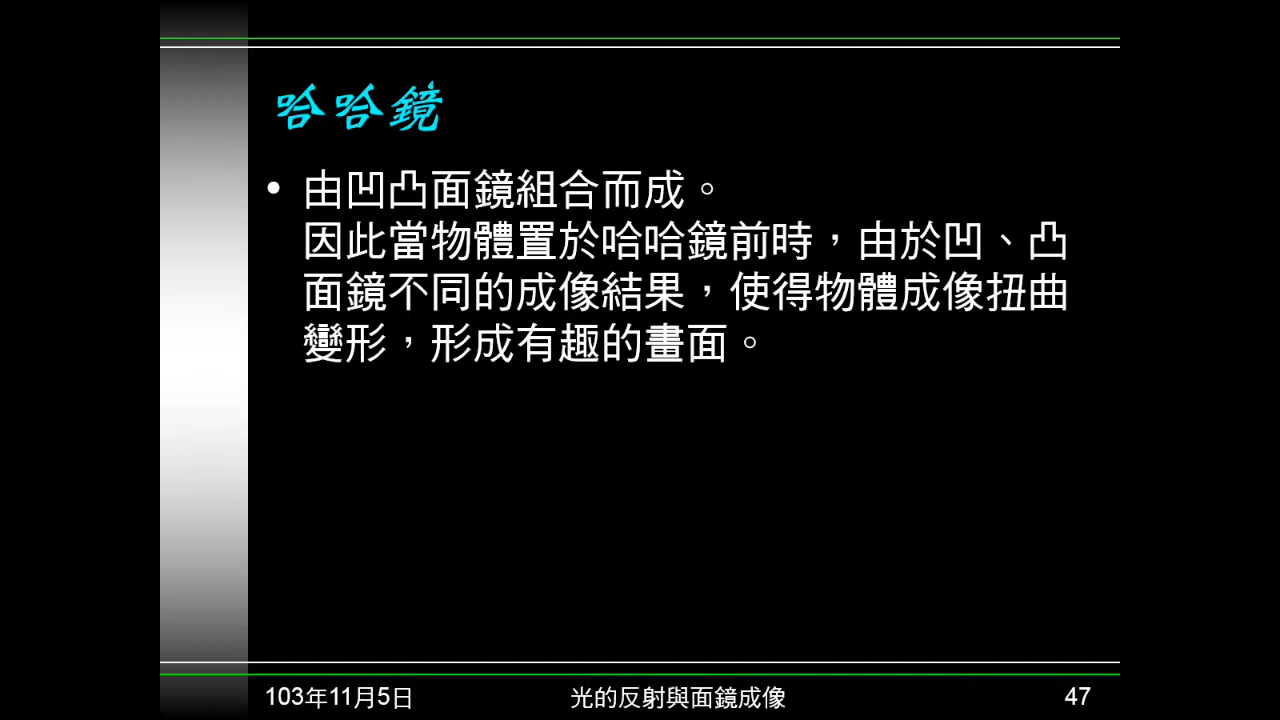 哈哈鏡
• 由凹凸面鏡組合而成。
因此當物體置於哈哈鏡前時，由於凹、凸
面鏡不同的成像結果，使得物體成像扭曲
變形，形成有趣的畫面。
103年11月5日
光的反射與面鏡成像
47